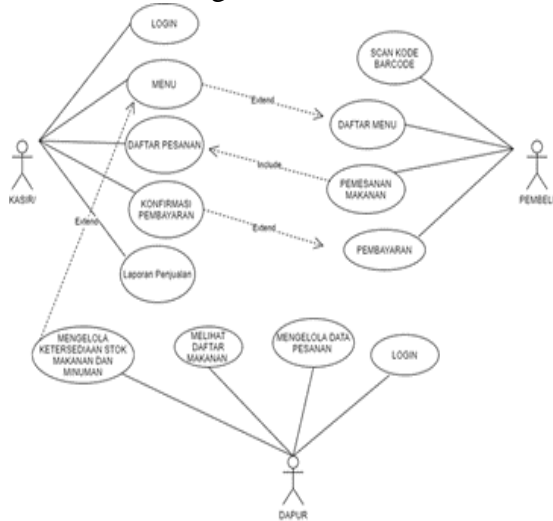 LOGIN
SCAN KODE
BARCODE
MENU
Extend
DAFTAR MENU
DAFTAR PESANAN
Include
PEMESANAN
MAKANAN
KASIR/
PEMBELI
KONFIRMASI
PEMBAYARAN
Extend
Extend
PEMBAYARAN
Laporan Penjualan
MENGELOLA
KETERSEDIAAN STOK
MAKANAN DAN
MINUMAN
MELIHAT
DAFTAR
MAKANAN
MENGELOLA DATA
PESANAN
LOGIN
DAPUR